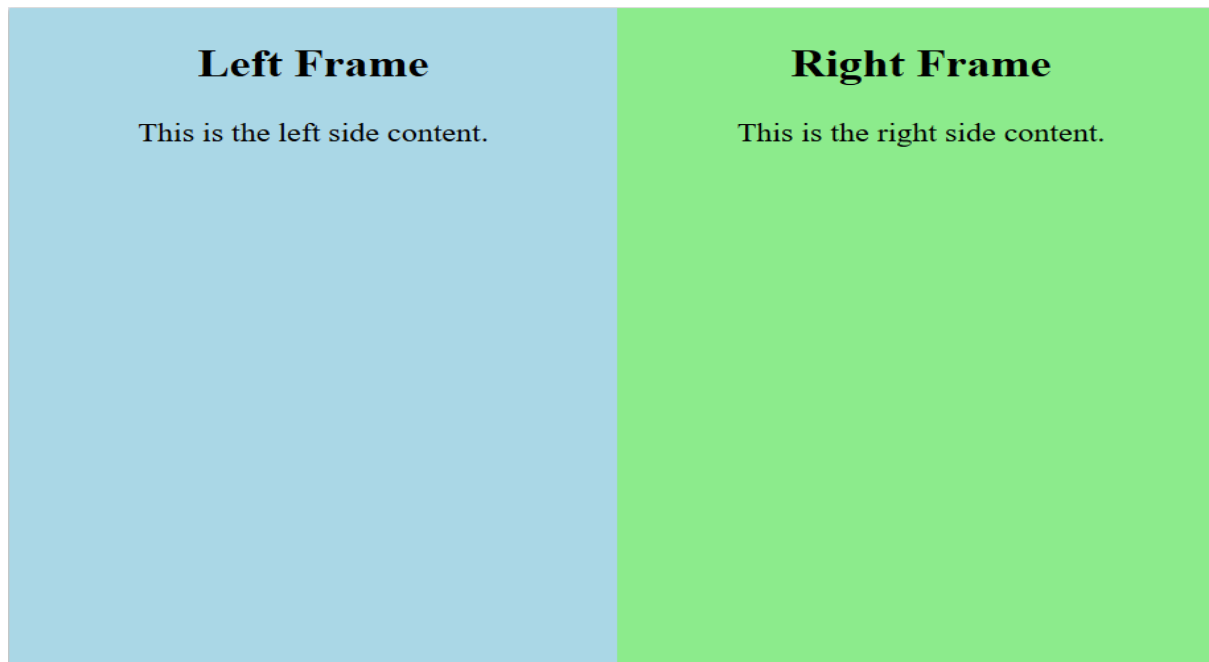 Left Frame
This is the left side content.
Right Frame
This is the right side content.